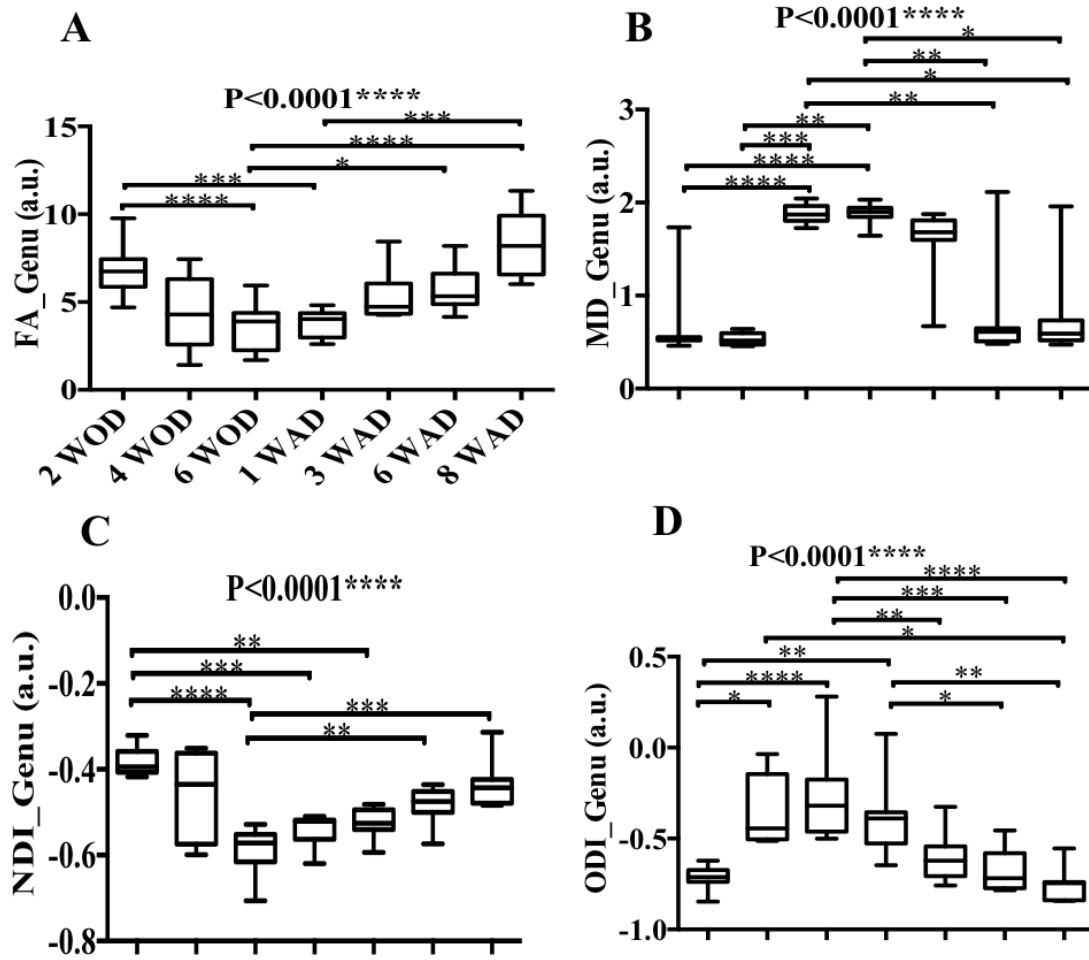 A
P<0.0001****
***
****
*
***
****
15
10
5
0
FA_Genu (a.u.)
2 WOD
4 WOD
6 WOD
1 WAD
3 WAD
6 WAD
8 WAD
B
P<0.0001****
*
**
*
**
**
***
****
****
3
2
1
0
MD_Genu (a.u.)
C
P<0.0001****
**
***
****
***
**
0.0
-0.2
-0.4
-0.6
-0.8
NDI_Genu (a.u.)
D
P<0.0001****
****
***
**
*
**
****
**
*
*
0.5
0.0
-0.5
-1.0
ODI_Genu (a.u.)